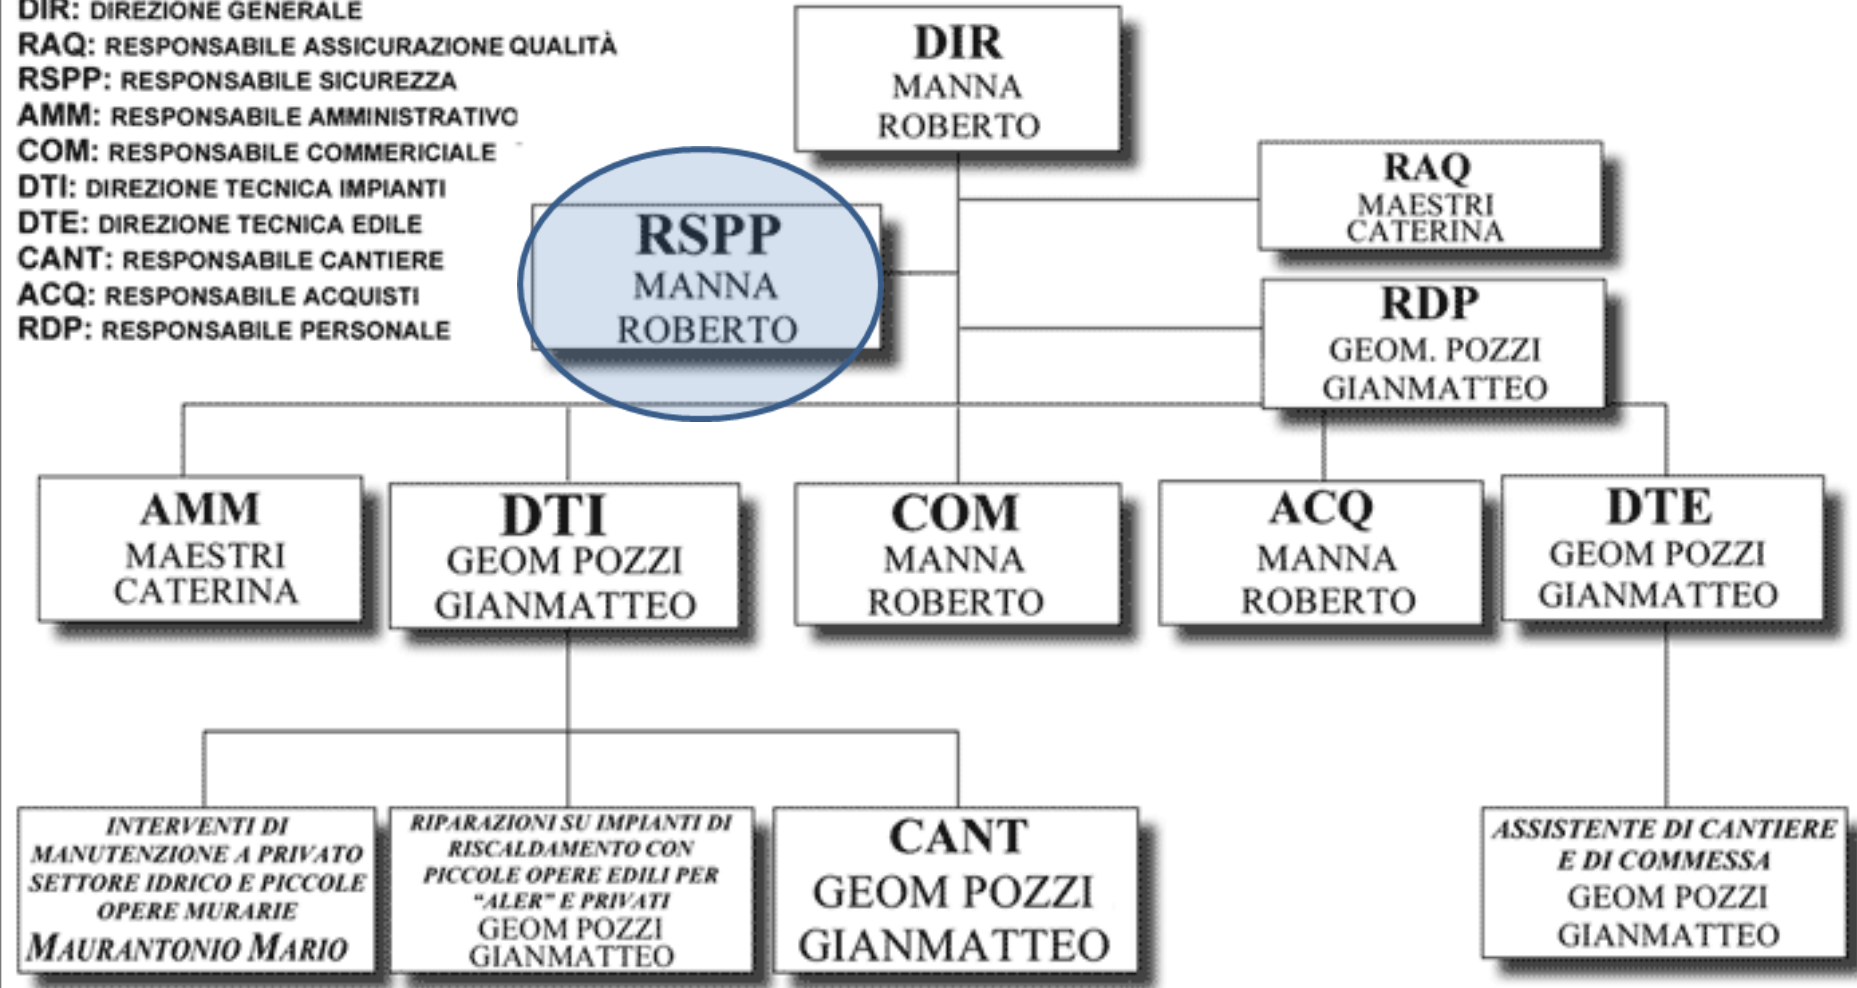 DIR: DIREZIONE GENERALE
RAQ: RESPONSABILE ASSICURAZIONE QUALITÀ
RSPP: RESPONSABILE SICUREZZA
AMM: RESPONSABILE AMMINISTRATIVO
COM: RESPONSABILE COMMERICIALE
DTI: DIREZIONE TECNICA IMPIANTI
DTE: DIREZIONE TECNICA EDILE
CANT: RESPONSABILE CANTIERE
ACQ: RESPONSABILE ACQUISTI
RDP: RESPONSABILE PERSONALE
DIR
MANNA
ROBERTO
RAQ
MAESTRI
CATERINA
RSPP
MANNA
ROBERTO
RDP
GEOM. POZZI
GIANMATTEO
AMM
MAESTRI
CATERINA
DTI
GEOM POZZI
GIANMATTEO
COM
MANNA
ROBERTO
ACQ
MANNA
ROBERTO
DTE
GEOM POZZI
GIANMATTEO
INTERVENTI DI
MANUTENZIONE A PRIVATO
SETTORE IDRICO E PICCOLE
OPERE MURARIE
MAURANTONIO MARIO
RIPARAZIONI SU IMPIANTI DI
RISCALDAMENTO CON
PICCOLE OPERE EDILI PER
“ALER” E PRIVATI
GEOM POZZI
GIANMATTEO
CANT
GEOM POZZI
GIANMATTEO
ASSISTENTE DI CANTIERE
E DI COMMESSA
GEOM POZZI
GIANMATTEO